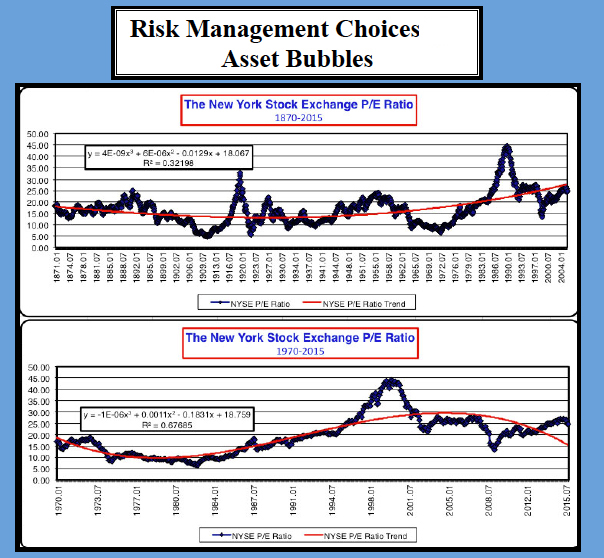 Risk Management Choices
Asset Bubbles
The New York Stock Exchange P/E Ratio
1870-2015
50.00
45.00
40.00
35.00
30.00
25.00
20.00
15.00
10.00
5.00
0.00
y = 4E-09x³ + 6E-06x² - 0.0129x + 18.067
R² = 0.32198
1871.01 1874.07 1878.01 1881.07 1885.01 1888.07 1892.01 1895.07 1899.01 1902.07 1906.01 1909.07 1913.01 1916.07 1920.01 1923.07 1927.01 1930.07 1934.01 1937.07 1941.01 1944.07 1948.01 1951.07 1955.01 1958.07 1962.01 1965.07 1969.01 1972.07 1976.01 1979.07 1983.01 1986.07 1990.01 1993.07 1997.01 2000.07 2004.01
NYSE P/E Ratio NYSE P/E Ratio Trend
The New York Stock Exchange P/E Ratio
1970-2015
50.00
45.00
40.00
35.00
30.00
25.00
20.00
15.00
10.00
5.00
0.00
y = -1E-06x³ + 0.0011x² - 0.1831x + 18.759
R² = 0.67685
1970.01 1973.07 1977.01 1980.07 1984.01 1987.07 1991.01 1994.07 1998.01 2001.07 2005.01 2008.07 2012.01 2015.07
NYSE P/E Ratio NYSE P/E Ratio Trend